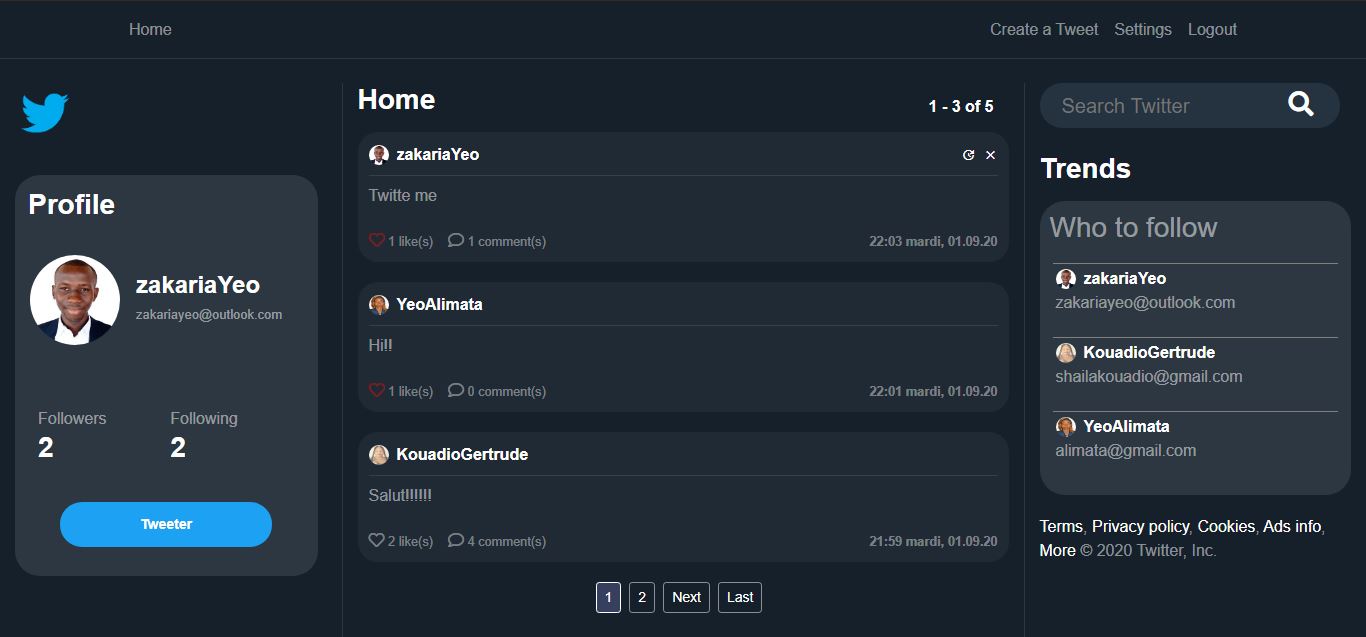 Home
Create a Tweet Settings Logout
Profile
zakariaYeo
zakariayeo@outlook.com
Followers Following
2 2
Tweeter
Home
1 - 3 of 5
zakariaYeo
Twitte me
1 like(s) 1 comment(s) 22:03 mardi, 01.09.20
YeoAlimata
Hi!!
1 like(s) 0 comment(s) 22:01 mardi, 01.09.20
KouadioGertrude
Salut!!!!!!
2 like(s) 4 comment(s) 21:59 mardi, 01.09.20
1 2 Next Last
Search Twitter
Trends
Who to follow
zakariaYeo
zakariayeo@outlook.com
KouadioGertrude
shailakouadio@gmail.com
YeoAlimata
alimata@gmail.com
Terms, Privacy policy, Cookies, Ads info,
More © 2020 Twitter, Inc.